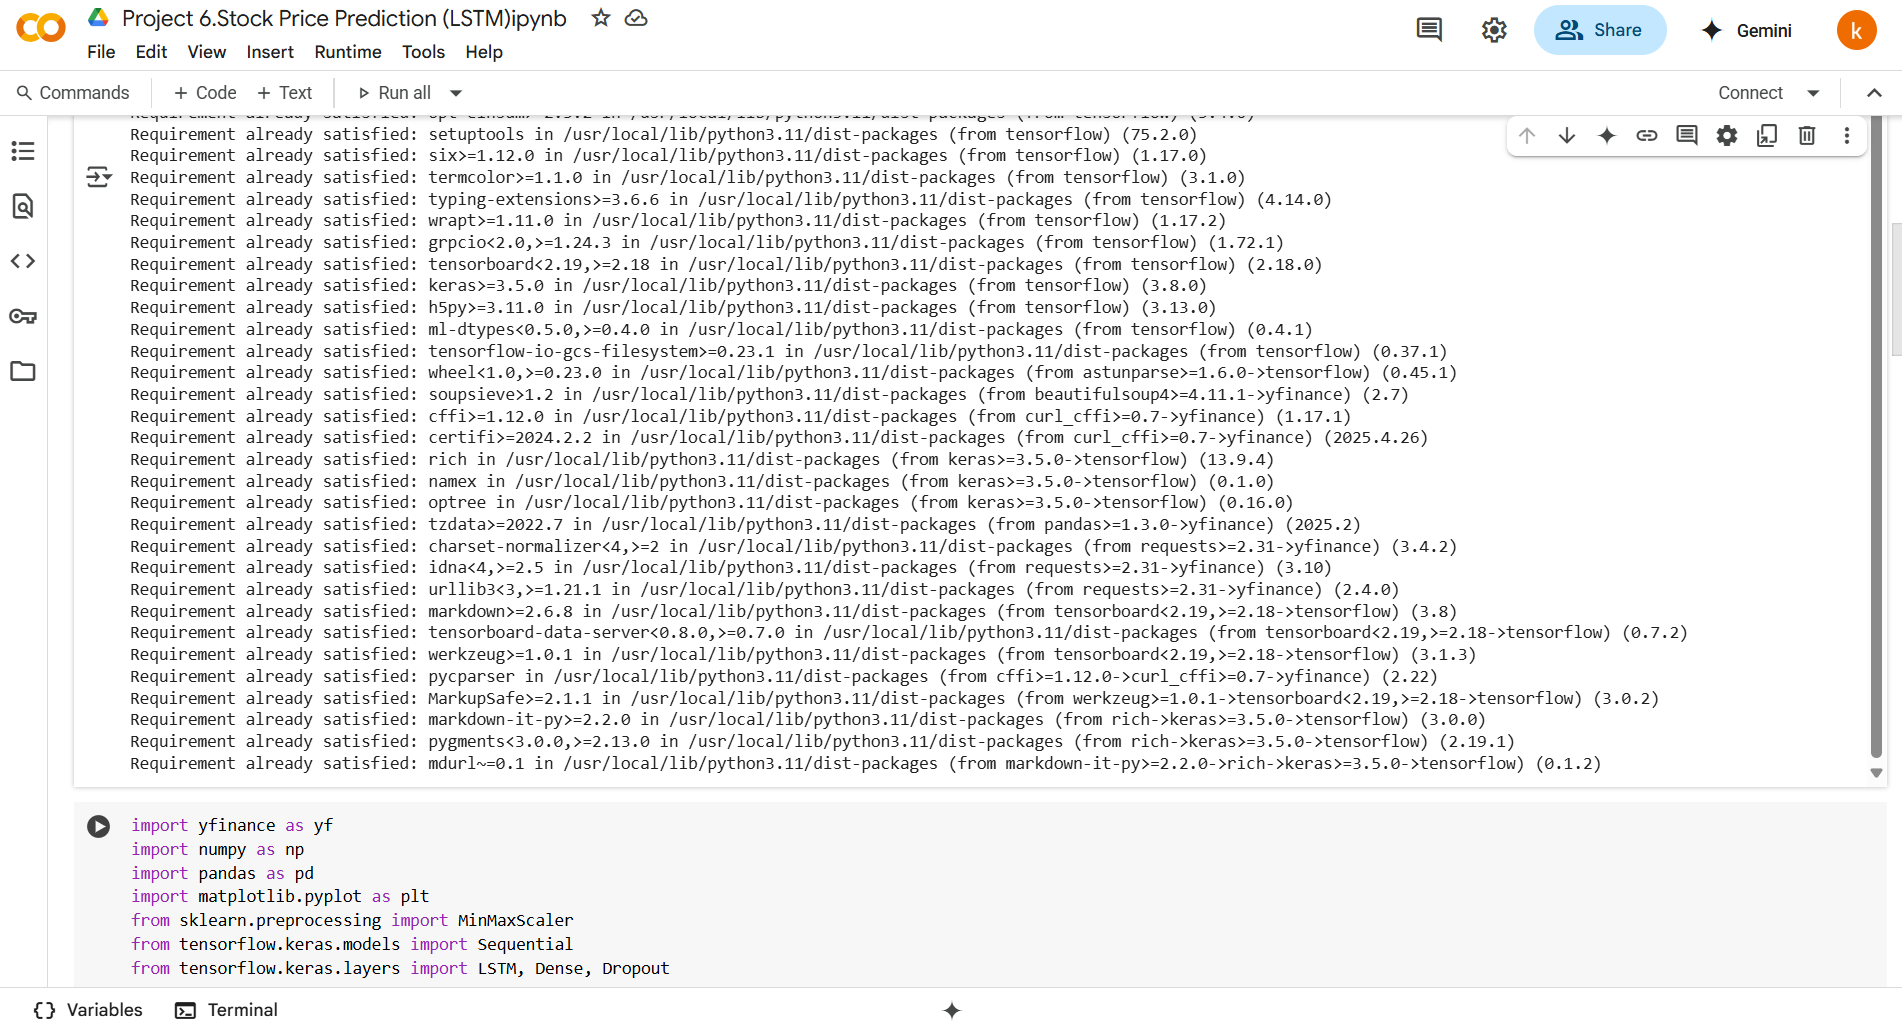 Project 6.Stock Price Prediction (LSTM)ipynb
File Edit View Insert Runtime Tools Help
Share
Gemini
k
Commands + Code + Text Run all
Connect
Requirement already satisfied: setuptools in /usr/local/lib/python3.11/dist-packages (from tensorflow) (75.2.0)
Requirement already satisfied: six>=1.12.0 in /usr/local/lib/python3.11/dist-packages (from tensorflow) (1.17.0)
Requirement already satisfied: termcolor>=1.1.0 in /usr/local/lib/python3.11/dist-packages (from tensorflow) (3.1.0)
Requirement already satisfied: typing-extensions>=3.6.6 in /usr/local/lib/python3.11/dist-packages (from tensorflow) (4.14.0)
Requirement already satisfied: wrapt>=1.11.0 in /usr/local/lib/python3.11/dist-packages (from tensorflow) (1.17.2)
Requirement already satisfied: grpcio<2.0,>=1.24.3 in /usr/local/lib/python3.11/dist-packages (from tensorflow) (1.72.1)
Requirement already satisfied: tensorboard<2.19,>=2.18 in /usr/local/lib/python3.11/dist-packages (from tensorflow) (2.18.0)
Requirement already satisfied: keras>=3.5.0 in /usr/local/lib/python3.11/dist-packages (from tensorflow) (3.8.0)
Requirement already satisfied: h5py>=3.11.0 in /usr/local/lib/python3.11/dist-packages (from tensorflow) (3.13.0)
Requirement already satisfied: ml-dtypes<0.5.0,>=0.4.0 in /usr/local/lib/python3.11/dist-packages (from tensorflow) (0.4.1)
Requirement already satisfied: tensorflow-io-gcs-filesystem>=0.23.1 in /usr/local/lib/python3.11/dist-packages (from tensorflow) (0.37.1)
Requirement already satisfied: wheel<1.0,>=0.23.0 in /usr/local/lib/python3.11/dist-packages (from astunparse>=1.6.0->tensorflow) (0.45.1)
Requirement already satisfied: soupsieve>1.2 in /usr/local/lib/python3.11/dist-packages (from beautifulsoup4>=4.11.1->yfinance) (2.7)
Requirement already satisfied: cffi>=1.12.0 in /usr/local/lib/python3.11/dist-packages (from curl_cffi>=0.7->yfinance) (1.17.1)
Requirement already satisfied: certifi>=2024.2.2 in /usr/local/lib/python3.11/dist-packages (from curl_cffi>=0.7->yfinance) (2025.4.26)
Requirement already satisfied: rich in /usr/local/lib/python3.11/dist-packages (from keras>=3.5.0->tensorflow) (13.9.4)
Requirement already satisfied: namex in /usr/local/lib/python3.11/dist-packages (from keras>=3.5.0->tensorflow) (0.1.0)
Requirement already satisfied: optree in /usr/local/lib/python3.11/dist-packages (from keras>=3.5.0->tensorflow) (0.16.0)
Requirement already satisfied: tzdata>=2022.7 in /usr/local/lib/python3.11/dist-packages (from pandas>=1.3.0->yfinance) (2025.2)
Requirement already satisfied: charset-normalizer<4,>=2 in /usr/local/lib/python3.11/dist-packages (from requests>=2.31->yfinance) (3.4.2)
Requirement already satisfied: idna<4,>=2.5 in /usr/local/lib/python3.11/dist-packages (from requests>=2.31->yfinance) (3.10)
Requirement already satisfied: urllib3<3,>=1.21.1 in /usr/local/lib/python3.11/dist-packages (from requests>=2.31->yfinance) (2.4.0)
Requirement already satisfied: markdown>=2.6.8 in /usr/local/lib/python3.11/dist-packages (from tensorboard<2.19,>=2.18->tensorflow) (3.8)
Requirement already satisfied: tensorboard-data-server<0.8.0,>=0.7.0 in /usr/local/lib/python3.11/dist-packages (from tensorboard<2.19,>=2.18->tensorflow) (0.7.2)
Requirement already satisfied: werkzeug>=1.0.1 in /usr/local/lib/python3.11/dist-packages (from tensorboard<2.19,>=2.18->tensorflow) (3.1.3)
Requirement already satisfied: pycparser in /usr/local/lib/python3.11/dist-packages (from cffi>=1.12.0->curl_cffi>=0.7->yfinance) (2.22)
Requirement already satisfied: MarkupSafe>=2.1.1 in /usr/local/lib/python3.11/dist-packages (from werkzeug>=1.0.1->tensorboard<2.19,>=2.18->tensorflow) (3.0.2)
Requirement already satisfied: markdown-it-py>=2.2.0 in /usr/local/lib/python3.11/dist-packages (from rich->keras>=3.5.0->tensorflow) (3.0.0)
Requirement already satisfied: pygments<3.0.0,>=2.13.0 in /usr/local/lib/python3.11/dist-packages (from rich->keras>=3.5.0->tensorflow) (2.19.1)
Requirement already satisfied: mdurl~=0.1 in /usr/local/lib/python3.11/dist-packages (from markdown-it-py>=2.2.0->rich->keras>=3.5.0->tensorflow) (0.1.2)
import yfinance as yf
import numpy as np
import pandas as pd
import matplotlib.pyplot as plt
from sklearn.preprocessing import MinMaxScaler
from tensorflow.keras.models import Sequential
from tensorflow.keras.layers import LSTM, Dense, Dropout
Variables Terminal